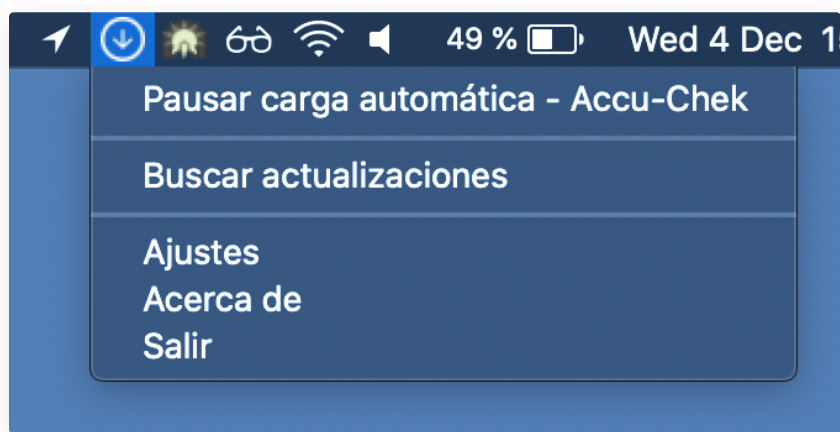 49 % Wed 4 Dec
Pausar carga automática - Accu-Chek
Buscar actualizaciones
Ajustes
Acerca de
Salir